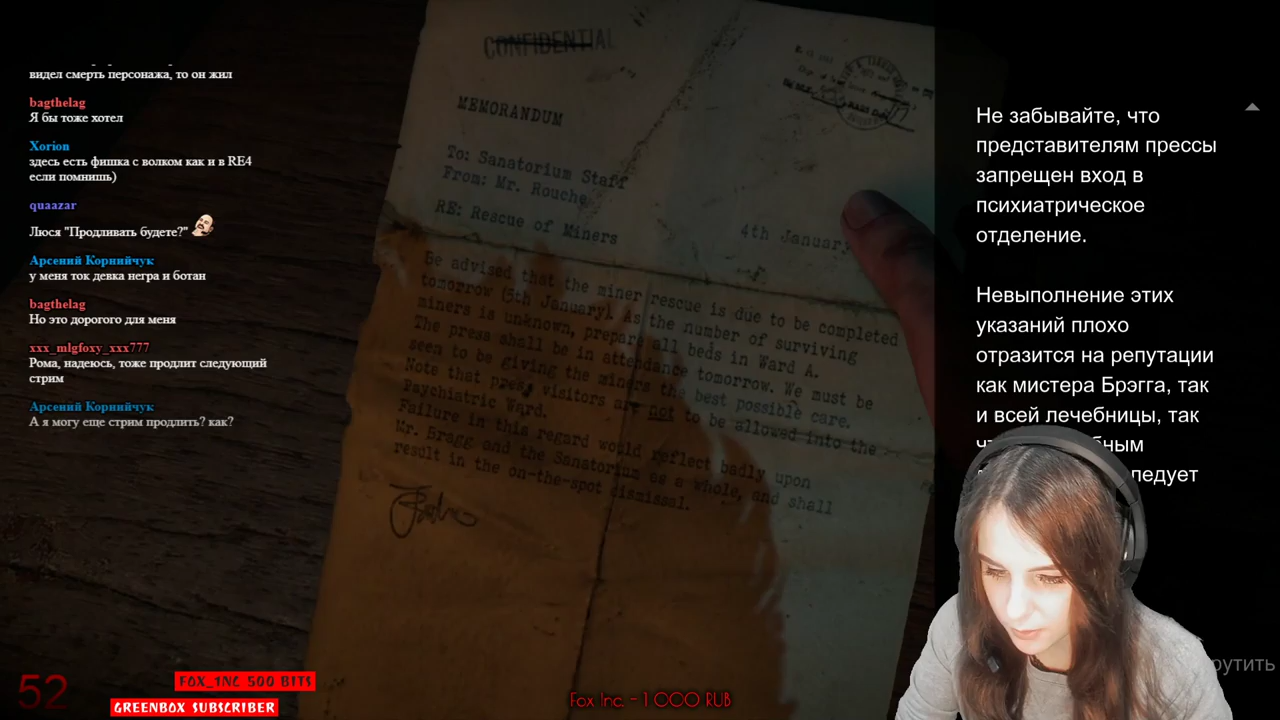 видел смерть персонажа, то он жил
bagthelag
Я бы тоже хотел
Xorion
здесь есть фишка с волком как и в RE4
если помнишь)
quaazar
Люся "Продливать будете?"
Арсений Корнийчук
у меня ток девка негра и ботан
bagthelag
Но это дорогого для меня
xxx_mlgfoxy_xxx777
Рома, надеюсь, тоже продлит следующий
стрим
Арсений Корнийчук
А я могу еще стрим продлить? как?
52
FOX_INC 500 BITS
GREENBOX SUBSCRIBER
CONFIDENTIAL
MEMORANDUM
To: Sanatorium Staff
From: Mr. Rouche
RE: Rescue of Miners
4th January
Be advised that the miner rescue is due to be completed
tomorrow (5th January). As the number of surviving
miners is unknown, prepare all beds in Ward A.
The press shall be in attendance tomorrow. We must be
seen to be giving the miners the best possible care.
Note that press visitors are not to be allowed into the
Psychiatric Ward.
Failure in this regard would reflect badly upon
Mr. Bragg and the Sanatorium as a whole, and shall
result in the on-the-spot dismissal.
Fox Inc. - 1 000 RUB
Не забывайте, что
представителям прессы
запрещен вход в
психиатрическое
отделение.
Невыполнение этих
указаний плохо
отразится на репутации
как мистера Брэгга, так
и всей лечебницы, так